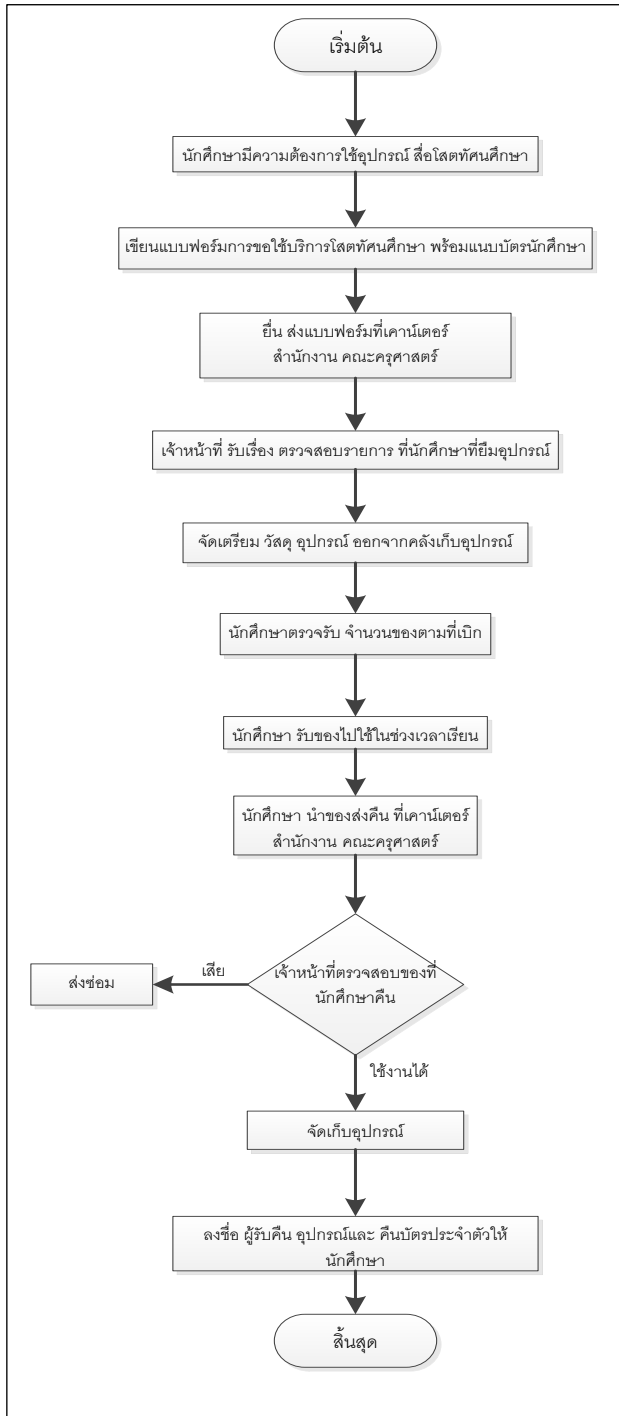 เริ่มต้น
นักศึกษามีความต้องการใช้อุปกรณ์ สื่อโสตทัศนศึกษา
เขียนแบบฟอร์มการขอใช้บริการโสตทัศนศึกษา พร้อมแนบบัตรนักศึกษา
ยื่น ส่งแบบฟอร์มที่เคาน์เตอร์
สำนักงาน คณะครุศาสตร์
เจ้าหน้าที่ รับเรื่อง ตรวจสอบรายการ ที่นักศึกษาที่ยืมอุปกรณ์
จัดเตรียม วัสดุ อุปกรณ์ ออกจากคลังเก็บอุปกรณ์
นักศึกษาตรวจรับ จำนวนของตามที่เบิก
นักศึกษา รับของไปใช้ในช่วงเวลาเรียน
นักศึกษา นำของส่งคืน ที่เคาน์เตอร์
สำนักงาน คณะครุศาสตร์
เจ้าหน้าที่ตรวจสอบของที่
นักศึกษาคืน
เสีย
ส่งซ่อม
ใช้งานได้
จัดเก็บอุปกรณ์
ลงชื่อ ผู้รับคืน อุปกรณ์และ คืนบัตรประจำตัวให้
นักศึกษา
สิ้นสุด